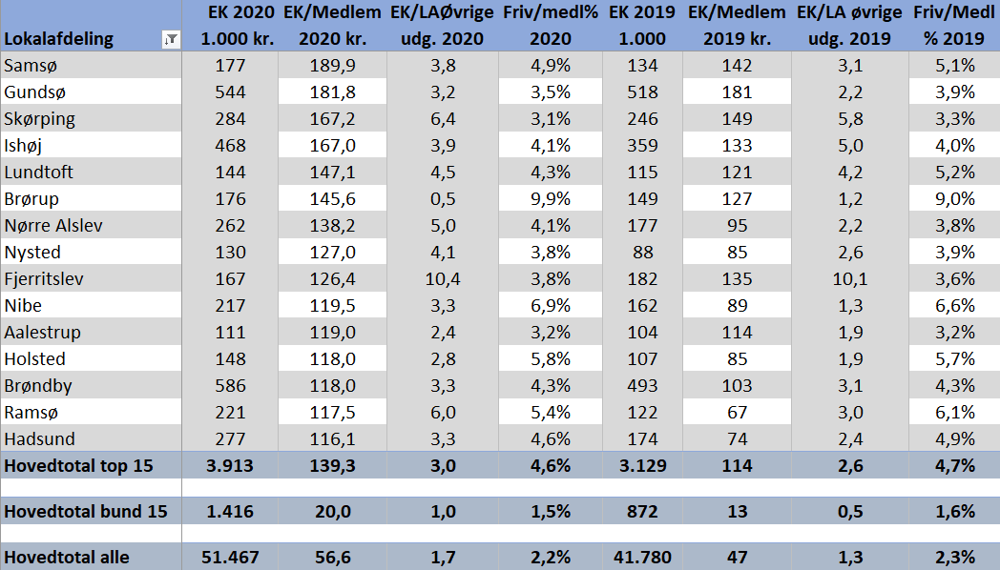 EK 2020 EK/Medlem EK/LAØvrige Friv/medl% EK 2019 EK/Medlem EK/LA øvrige Friv/Medl
Lokalafdeling 1.000 kr. 2020 kr. udg. 2020 2020 1.000 2019 kr. udg. 2019 % 2019
Samsø 177 189,9 3,8 4,9% 134 142 3,1 5,1%
Gundsø 544 181,8 3,2 3,5% 518 181 2,2 3,9%
Skørping 284 167,2 6,4 3,1% 246 149 5,8 3,3%
Ishøj 468 167,0 3,9 4,1% 359 133 5,0 4,0%
Lundtoft 144 147,1 4,5 4,3% 115 121 4,2 5,2%
Brørup 176 145,6 0,5 9,9% 149 127 1,2 9,0%
Nørre Alslev 262 138,2 5,0 4,1% 177 95 2,2 3,8%
Nysted 130 127,0 4,1 3,8% 88 85 2,6 3,9%
Fjerritslev 167 126,4 10,4 3,8% 182 135 10,1 3,6%
Nibe 217 119,5 3,3 6,9% 162 89 1,3 6,6%
Aalestrup 111 119,0 2,4 3,2% 104 114 1,9 3,2%
Holsted 148 118,0 2,8 5,8% 107 85 1,9 5,7%
Brøndby 586 118,0 3,3 4,3% 493 103 3,1 4,3%
Ramsø 221 117,5 6,0 5,4% 122 67 3,0 6,1%
Hadsund 277 116,1 3,3 4,6% 174 74 2,4 4,9%
Hovedtotal top 15 3.913 139,3 3,0 4,6% 3.129 114 2,6 4,7%
Hovedtotal bund 15 1.416 20,0 1,0 1,5% 872 13 0,5 1,6%
Hovedtotal alle 51.467 56,6 1,7 2,2% 41.780 47 1,3 2,3%